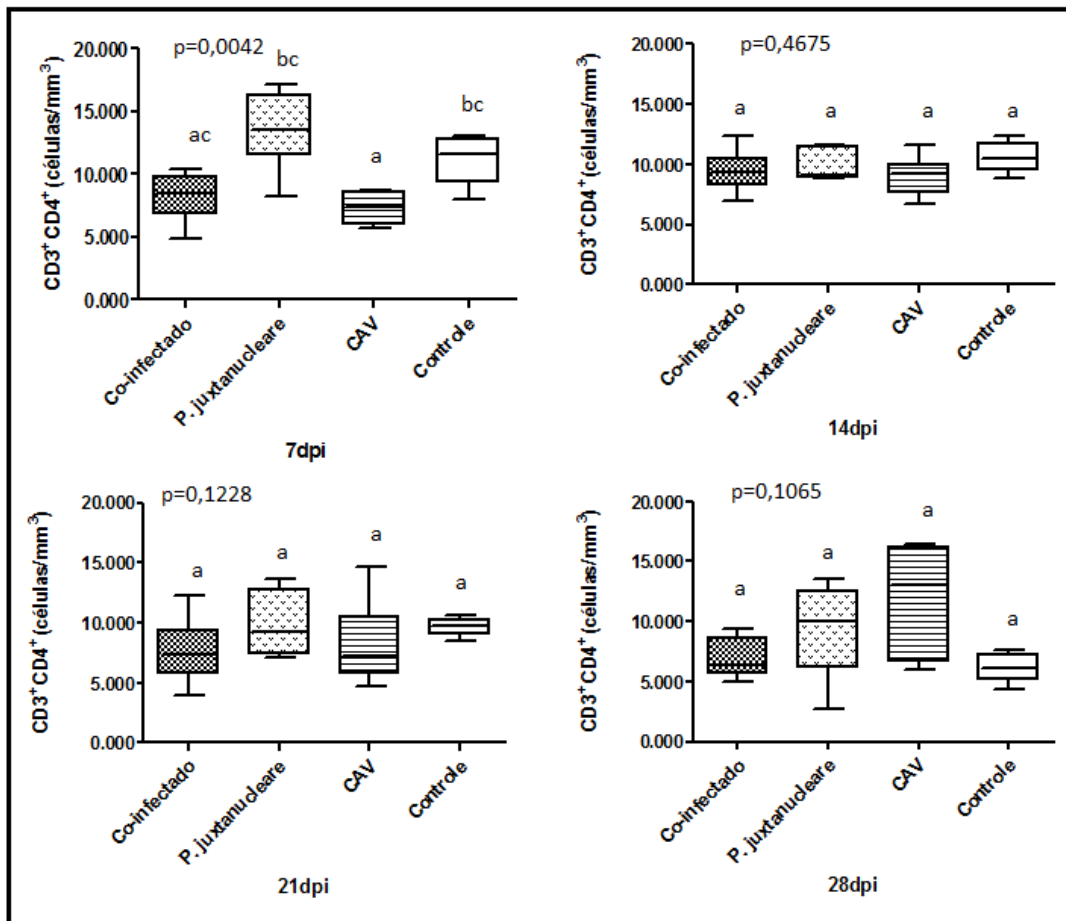 p=0,0042
CD3⁺CD4⁺ (células/mm³)
20.000
15.000
10.000
5.000
0.000
ac
bc
a
bc
Co-infectado
P. juxtanucleare
CAV
Controle
7dpi
p=0,4675
CD3⁺CD4⁺ (células/mm³)
20.000
15.000
10.000
5.000
0.000
a
a
a
a
Co-infectado
P. juxtanucleare
CAV
Controle
14dpi
p=0,1228
CD3⁺CD4⁺ (células/mm³)
20.000
15.000
10.000
5.000
0.000
a
a
a
a
Co-infectado
P. juxtanucleare
CAV
Controle
21dpi
p=0,1065
CD3⁺CD4⁺ (células/mm³)
20.000
15.000
10.000
5.000
0.000
a
a
a
a
Co-infectado
P. juxtanucleare
CAV
Controle
28dpi